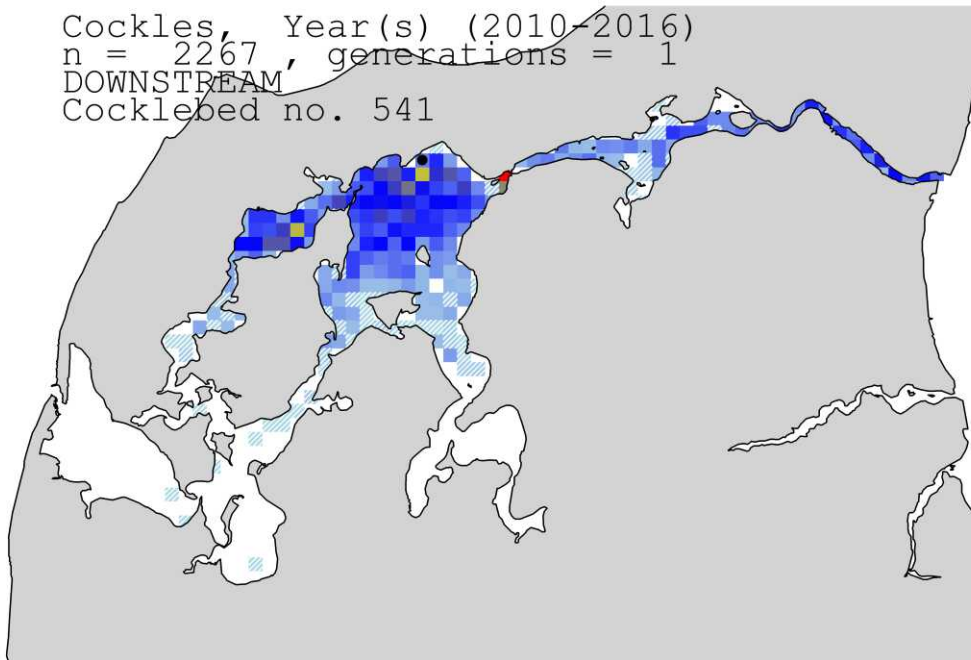 Cockles, Year(s) (2010-2016)
n = 2267 , generations = 1
DOWNSTREAM
Cocklebed no. 541